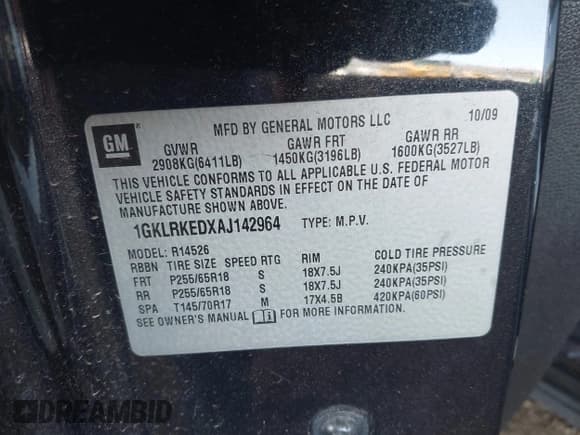 10/09
MFD BY GENERAL MOTORS LLC
GM
GVWR GAWR FRT GAWR RR
2908KG(6411LB) 1450KG(3196LB) 1600KG(3527LB)
THIS VEHICLE CONFORMS TO ALL APPLICABLE U.S. FEDERAL MOTOR
VEHICLE SAFETY STANDARDS IN EFFECT ON THE DATE OF
MANUFACTURE SHOWN ABOVE.
1GKLRKEDXAJ142964 TYPE: M.P.V.
MODEL: R14526
RBBN TIRE SIZE SPEED RTG RIM COLD TIRE PRESSURE
FRT P255/65R18 S 18X7.5J 240KPA(35PSI)
RR P255/65R18 S 18X7.5J 240KPA(35PSI)
SPA T145/70R17 M 17X4.5B 420KPA(60PSI)
SEE OWNER'S MANUAL FOR MORE INFORMATION.
DREAMBID